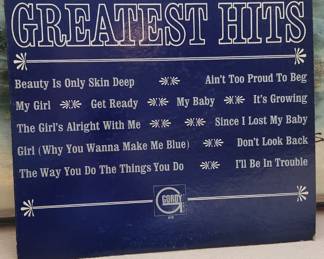 GREATEST HITS
Beauty Is Only Skin Deep Ain't Too Proud To Beg
My Girl Get Ready My Baby It's Growing
The Girl's Alright With Me Since I Lost My Baby
Girl (Why You Wanna Make Me Blue) Don't Look Back
The Way You Do The Things You Do I'll Be In Trouble
GORDY